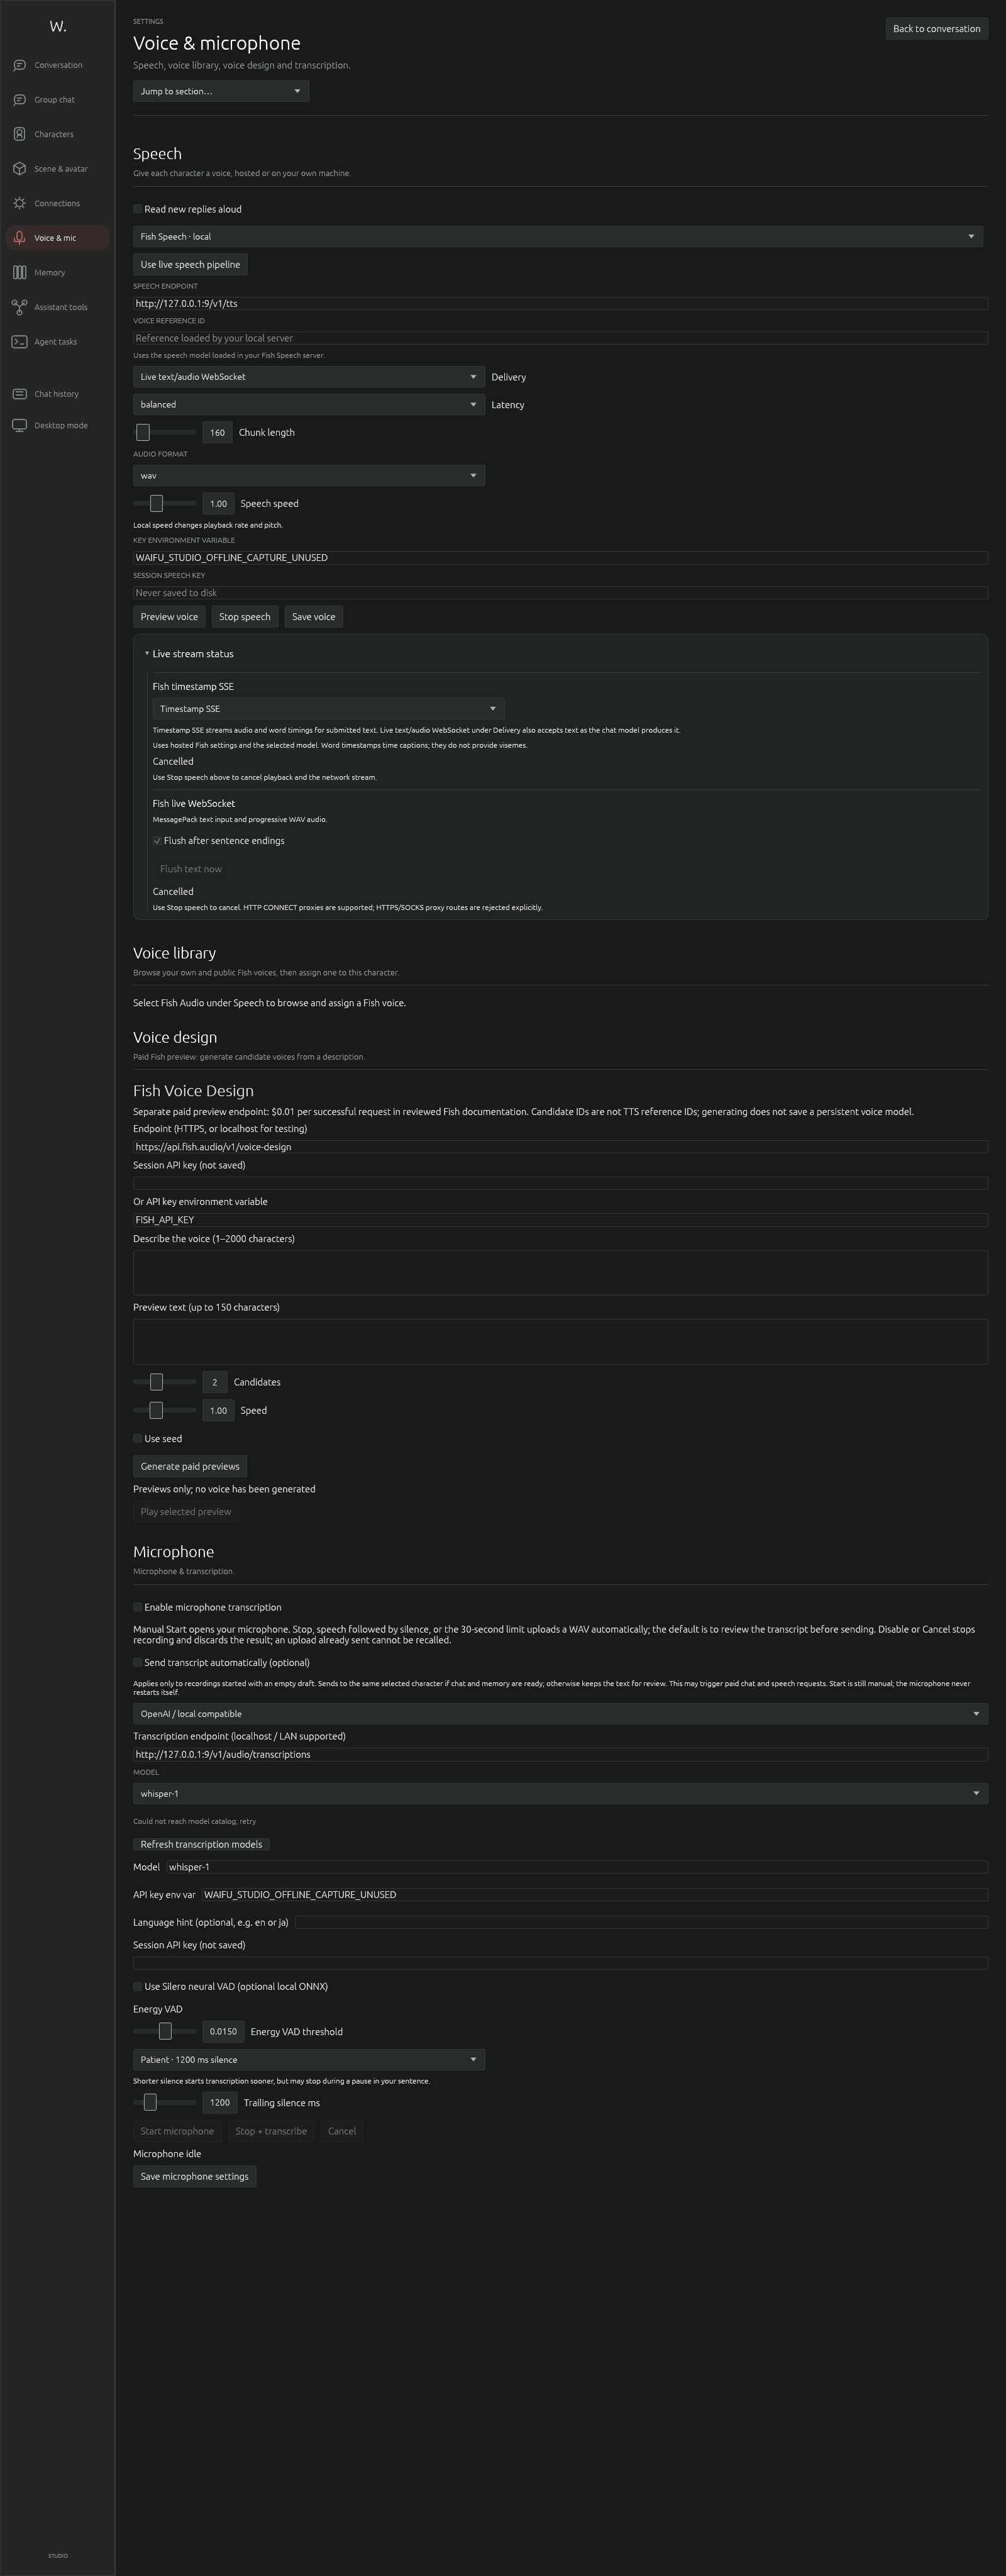 W.
Conversation
Group chat
Characters
Scene & avatar
Connections
Voice & mic
Memory
Assistant tools
Agent tasks
Chat history
Desktop mode
STUDIO
SETTINGS
Voice & microphone
Back to conversation
Speech, voice library, voice design and transcription.
Jump to section...
Speech
Give each character a voice, hosted or on your own machine.
Read new replies aloud
Fish Speech · local
Use live speech pipeline
SPEECH ENDPOINT
http://127.0.0.1:9/v1/tts
VOICE REFERENCE ID
Reference loaded by your local server
Uses the speech model loaded in your Fish Speech server.
Live text/audio WebSocket Delivery
balanced Latency
160 Chunk length
AUDIO FORMAT
wav
1.00 Speech speed
Local speed changes playback rate and pitch.
KEY ENVIRONMENT VARIABLE
WAIFU_STUDIO_OFFLINE_CAPTURE_UNUSED
SESSION SPEECH KEY
Never saved to disk
Preview voice Stop speech Save voice
Live stream status
Fish timestamp SSE
Timestamp SSE
Timestamp SSE streams audio and word timings for submitted text. Live text/audio WebSocket under Delivery also accepts text as the chat model produces it.
Uses hosted Fish settings and the selected model. Word timestamps time captions; they do not provide visemes.
Cancelled
Use Stop speech above to cancel playback and the network stream.
Fish live WebSocket
MessagePack text input and progressive WAV audio.
Flush after sentence endings
Flush text now
Cancelled
Use Stop speech to cancel. HTTP CONNECT proxies are supported; HTTPS/SOCKS proxy routes are rejected explicitly.
Voice library
Browse your own and public Fish voices, then assign one to this character.
Select Fish Audio under Speech to browse and assign a Fish voice.
Voice design
Paid Fish preview: generate candidate voices from a description.
Fish Voice Design
Separate paid preview endpoint: $0.01 per successful request in reviewed Fish documentation. Candidate IDs are not TTS reference IDs; generating does not save a persistent voice model.
Endpoint (HTTPS, or localhost for testing)
https://api.fish.audio/v1/voice-design
Session API key (not saved)
Or API key environment variable
FISH_API_KEY
Describe the voice (1–2000 characters)
Preview text (up to 150 characters)
2 Candidates
1.00 Speed
Use seed
Generate paid previews
Previews only; no voice has been generated
Play selected preview
Microphone
Microphone & transcription.
Enable microphone transcription
Manual Start opens your microphone. Stop, speech followed by silence, or the 30-second limit uploads a WAV automatically; the default is to review the transcript before sending. Disable or Cancel stops
recording and discards the result; an upload already sent cannot be recalled.
Send transcript automatically (optional)
Applies only to recordings started with an empty draft. Sends to the same selected character if chat and memory are ready; otherwise keeps the text for review. This may trigger paid chat and speech requests. Start is still manual; the microphone never
restarts itself.
OpenAI / local compatible
Transcription endpoint (localhost / LAN supported)
http://127.0.0.1:9/v1/audio/transcriptions
MODEL
whisper-1
Could not reach model catalog; retry
Refresh transcription models
Model whisper-1
API key env var WAIFU_STUDIO_OFFLINE_CAPTURE_UNUSED
Language hint (optional, e.g. en or ja)
Session API key (not saved)
Use Silero neural VAD (optional local ONNX)
Energy VAD
0.0150 Energy VAD threshold
Patient · 1200 ms silence
Shorter silence starts transcription sooner, but may stop during a pause in your sentence.
1200 Trailing silence ms
Start microphone Stop + transcribe Cancel
Microphone idle
Save microphone settings